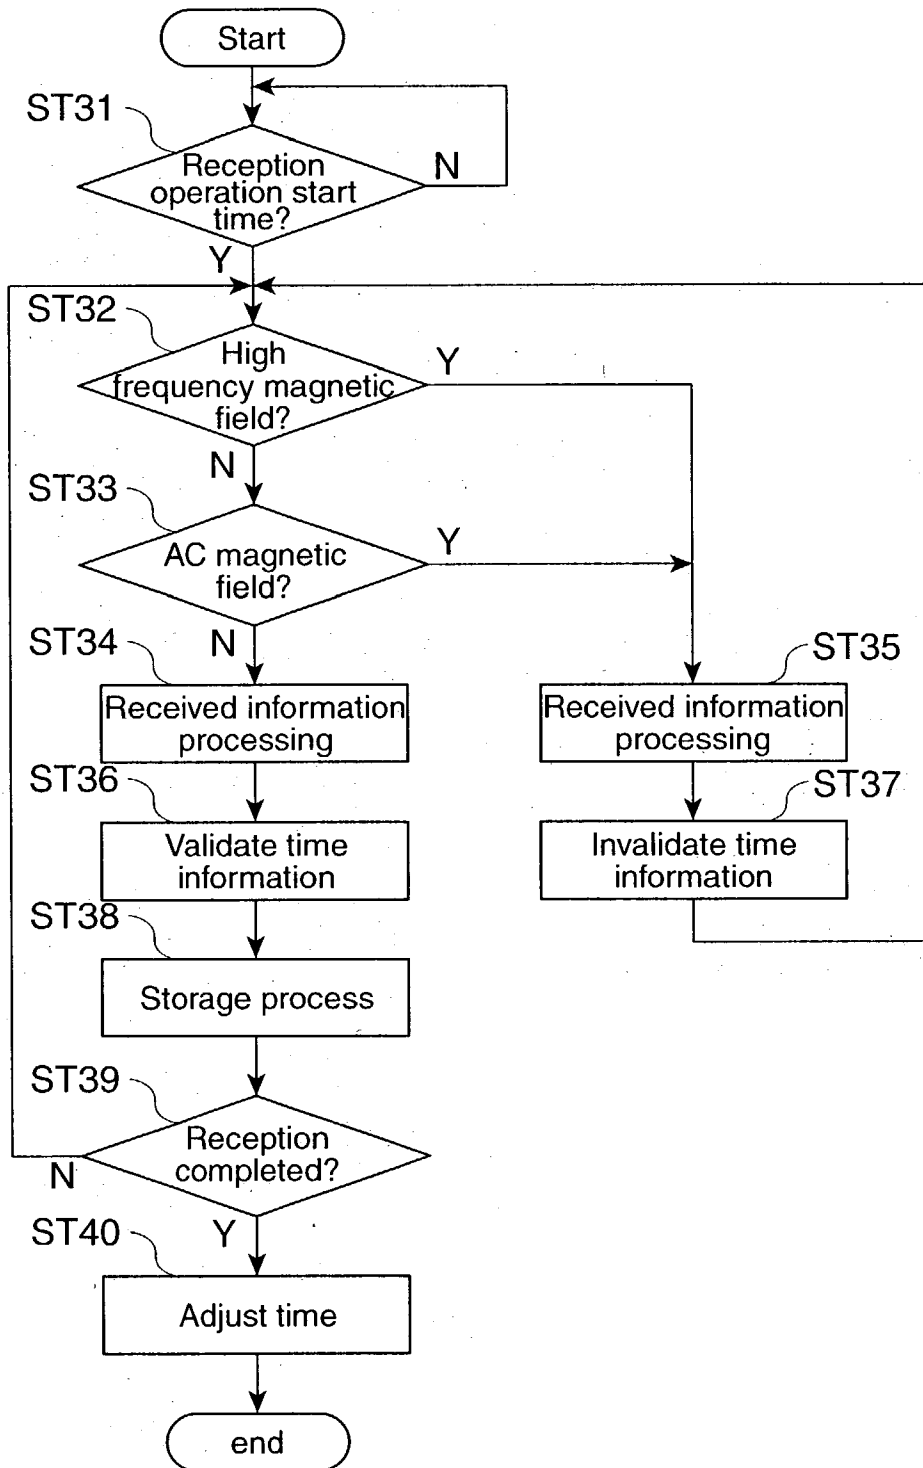 Start
ST31
Reception
operation start
time?
N
Y
ST32
High
frequency magnetic
field?
Y
N
ST33
AC magnetic
field?
Y
N
ST34
Received information
processing
ST35
Received information
processing
ST36
Validate time
information
ST37
Invalidate time
information
ST38
Storage process
ST39
Reception
completed?
N
Y
ST40
Adjust time
end